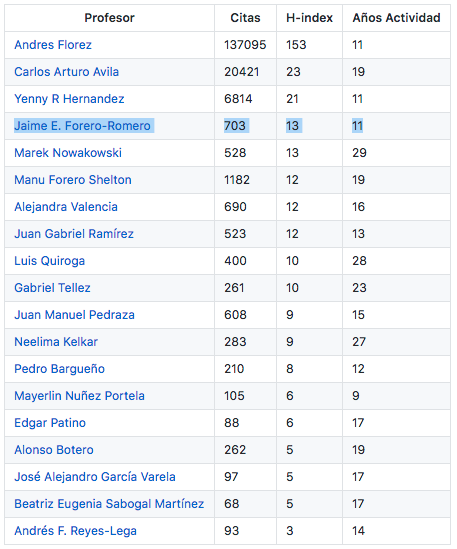 Profesor Citas H-index Años Actividad
Andres Florez 137095 153 11
Carlos Arturo Avila 20421 23 19
Yenny R Hernandez 6814 21 11
Jaime E. Forero-Romero 703 13 11
Marek Nowakowski 528 13 29
Manu Forero Shelton 1182 12 19
Alejandra Valencia 690 12 16
Juan Gabriel Ramírez 523 12 13
Luis Quiroga 400 10 28
Gabriel Tellez 261 10 23
Juan Manuel Pedraza 608 9 15
Neelima Kelkar 283 9 27
Pedro Bargueño 210 8 12
Mayerlin Nuñez Portela 105 6 9
Edgar Patino 88 6 17
Alonso Botero 262 5 19
José Alejandro García Varela 97 5 17
Beatriz Eugenia Sabogal Martínez 68 5 17
Andrés F. Reyes-Lega 93 3 14